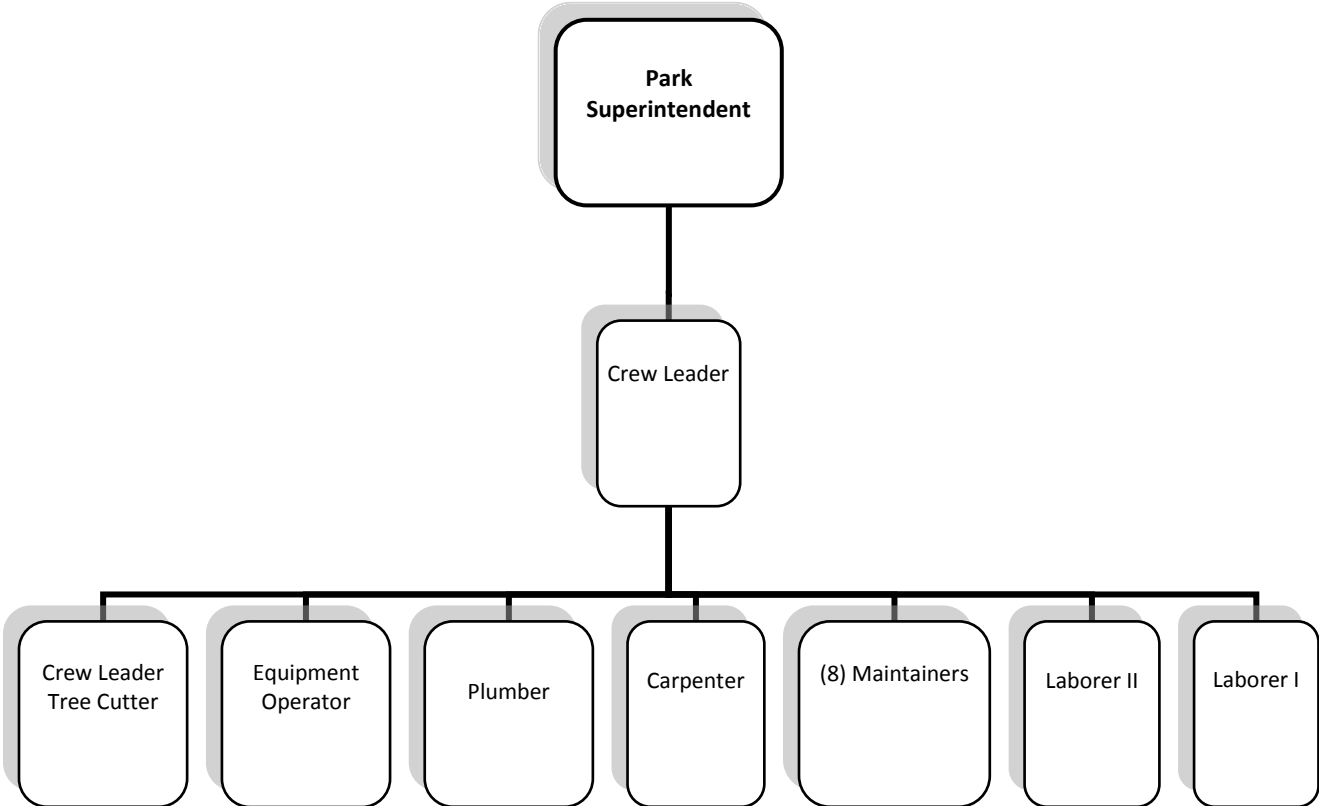 Park
Superintendent
Crew Leader
Crew Leader
Tree Cutter
Equipment
Operator
Plumber
Carpenter
(8) Maintainers
Laborer II
Laborer I